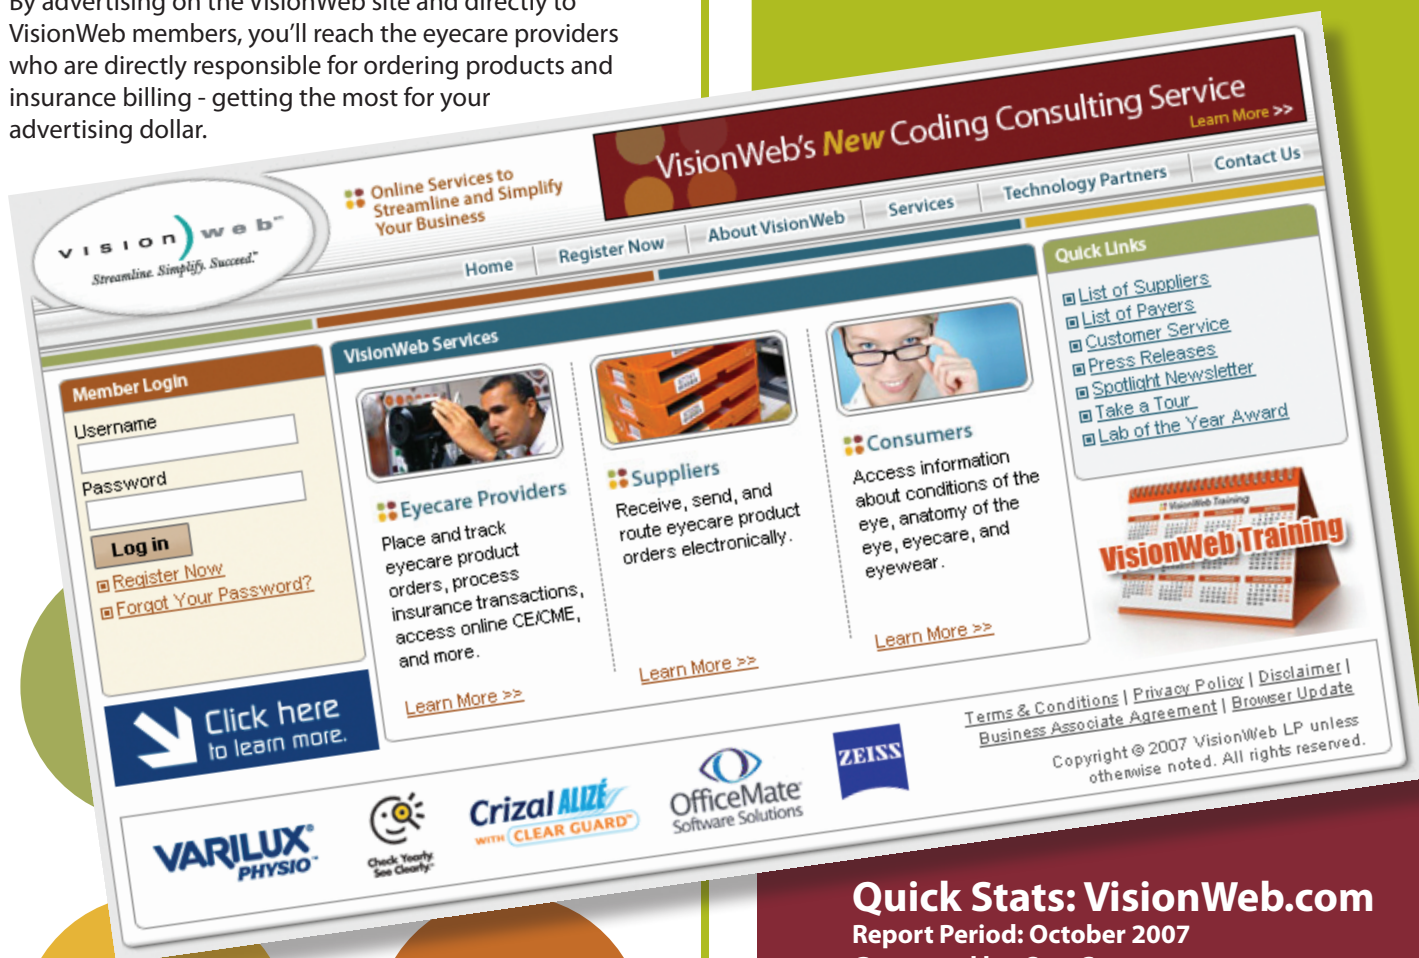 By advertising on the VisionWeb site and directly to
VisionWeb members, you'll reach the eyecare providers
who are directly responsible for ordering products and
insurance billing - getting the most for your
advertising dollar.
vision)web™
Streamline. Simplify. Succeed.™
Online Services to
Streamline and Simplify
Your Business
VisionWeb's New Coding Consulting Service
Learn More >>
Home
Register Now
About VisionWeb
Services
Technology Partners
Contact Us
Member Login
Username
Password
Log in
Register Now
Forgot Your Password?
Click here
to learn more.
VisionWeb Services
Eyecare Providers
Place and track
eyecare product
orders, process
insurance transactions,
access online CE/CME,
and more.
Learn More >>
Suppliers
Receive, send, and
route eyecare product
orders electronically.
Learn More >>
Consumers
Access information
about conditions of the
eye, anatomy of the
eye, eyecare, and
eyewear.
Learn More >>
Quick Links
List of Suppliers
List of Payers
Customer Service
Press Releases
Spotlight Newsletter
Take a Tour
Lab of the Year Award
VisionWeb Training
VisionWeb Training
VARILUX®
PHYSIO™
Check Yearly.
See Clearly.™
Crizal ALIZÉ
WITH CLEAR GUARD™
OfficeMate®
Software Solutions
ZEISS
Terms & Conditions | Privacy Policy | Disclaimer |
Business Associate Agreement | Browser Update
Copyright © 2007 VisionWeb LP unless
otherwise noted. All rights reserved.
Quick Stats: VisionWeb.com
Report Period: October 2007